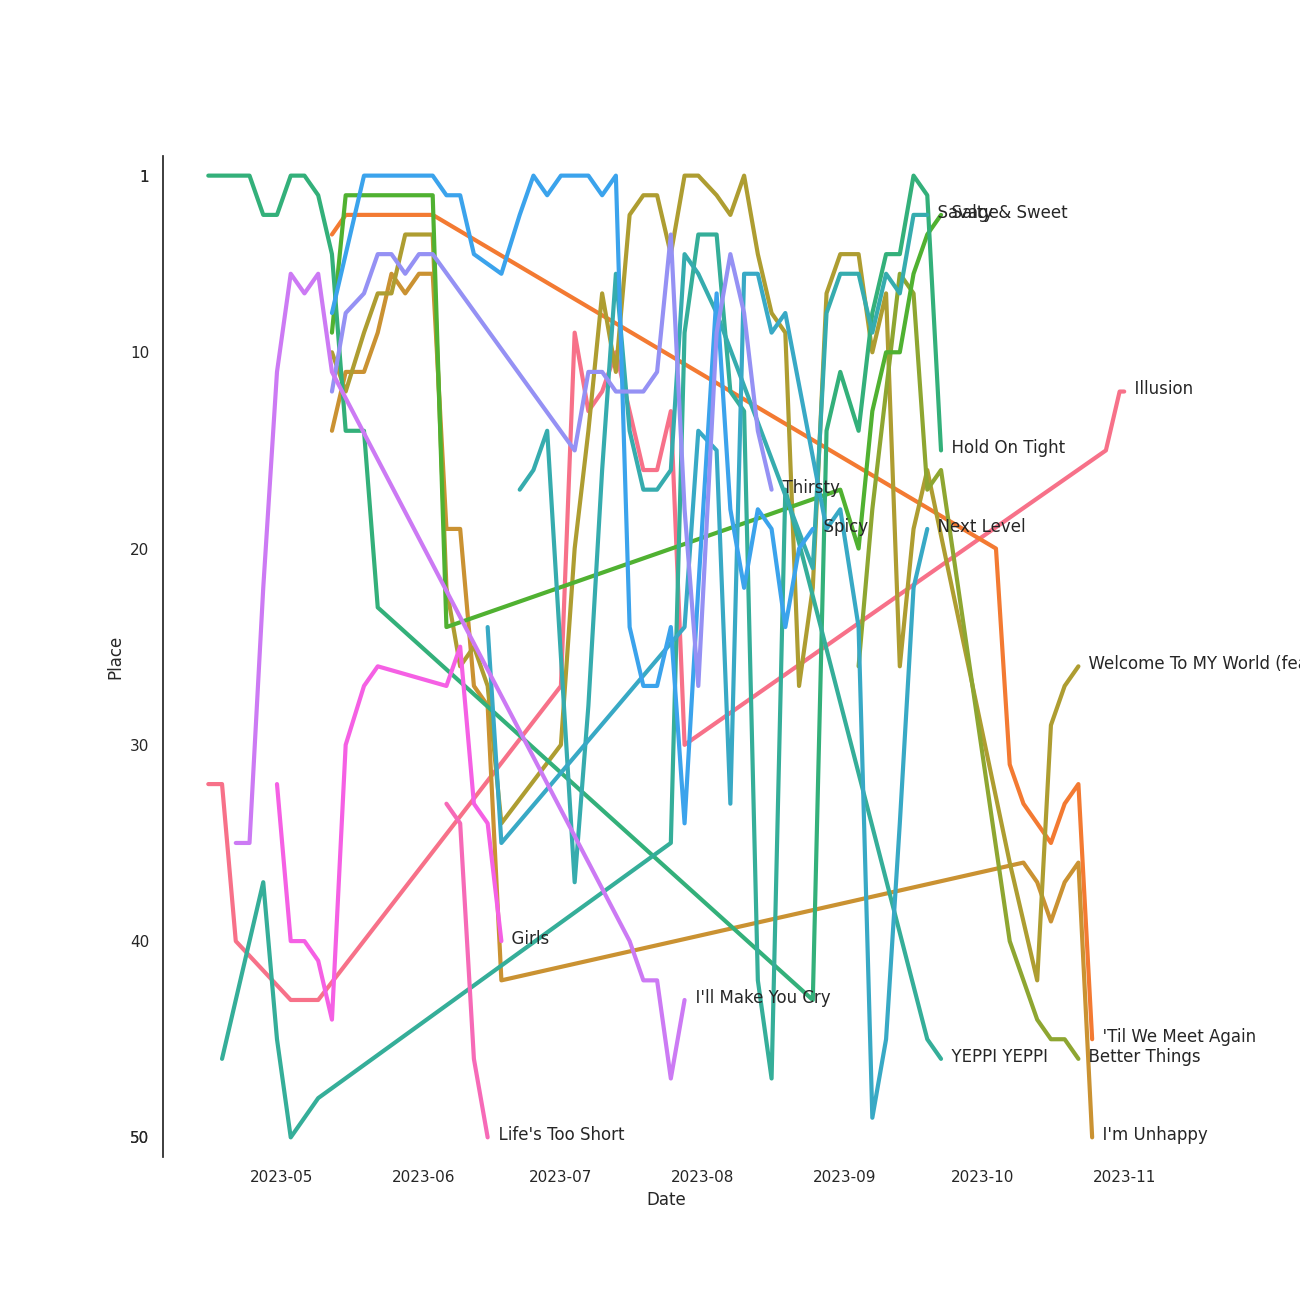 1
Savage
Salty & Sweet
10
Illusion
Hold On Tight
Thirsty
20
Spicy
Next Level
Place
Welcome To MY World (fea
30
40
Girls
I'll Make You Cry
'Til We Meet Again
YEPPI YEPPI
Better Things
50
Life's Too Short
I'm Unhappy
2023-05
2023-06
2023-07
2023-08
2023-09
2023-10
2023-11
Date